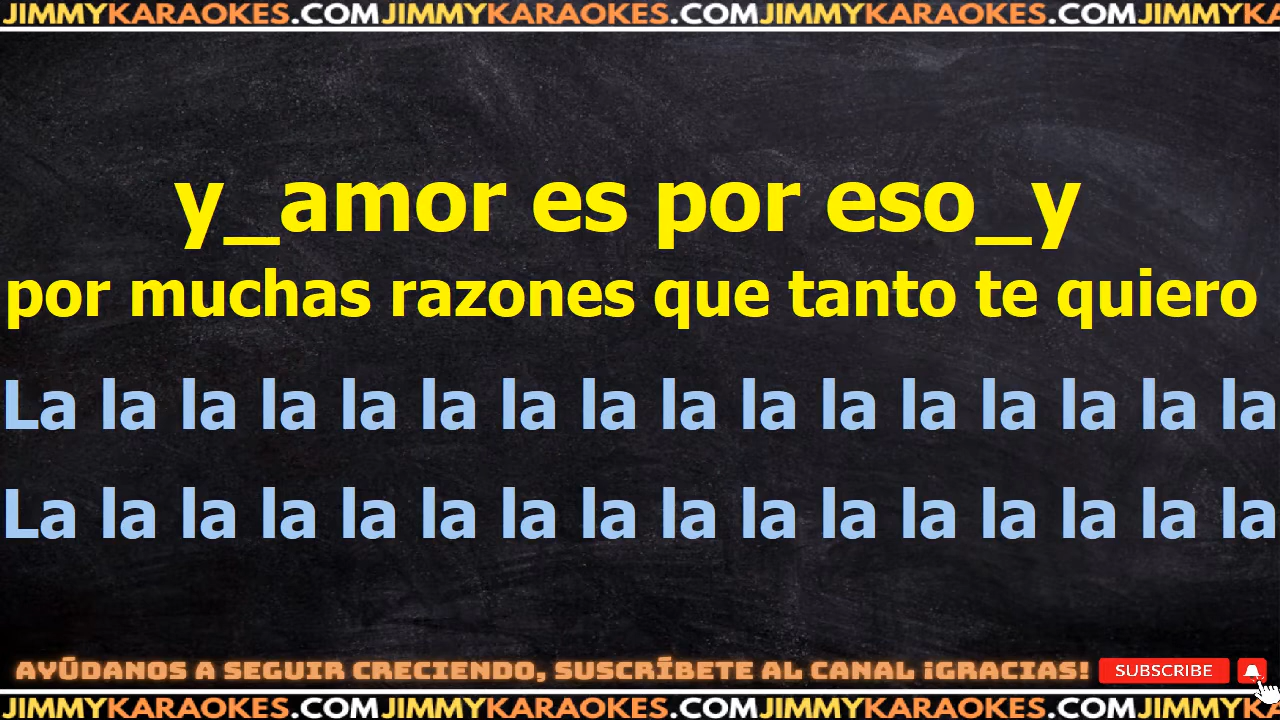 JIMMYKARAOKES.COMJIMMYKARAOKES.COMJIMMYKARAOKES.COMJIMMYKA
y_amor es por eso_y
por muchas razones que tanto te quiero
La la la la la la la la la la la la la la la la
La la la la la la la la la la la la la la la la
AYÚDANOS A SEGUIR CRECIENDO, SUSCRÍBETE AL CANAL ¡GRACIAS! SUBSCRIBE
JIMMYKARAOKES.COMJIMMYKARAOKES.COMJIMMYKARAOKES.COMJIMMYKA